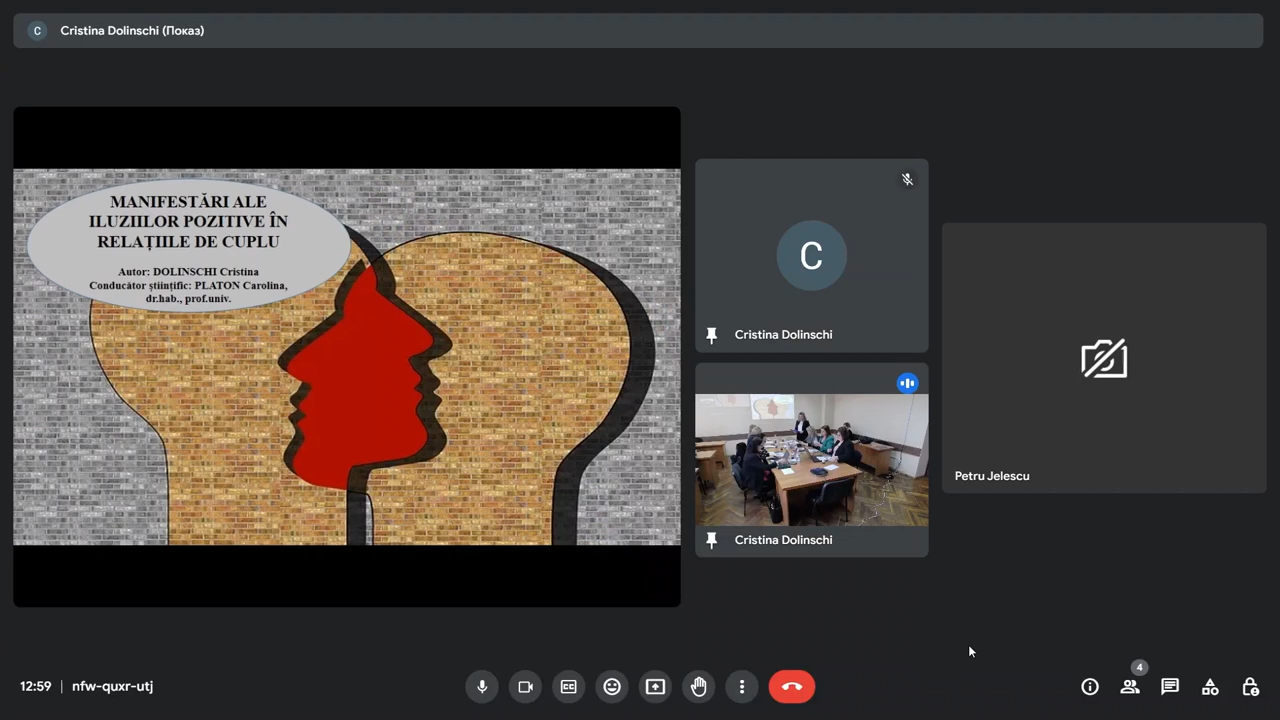 C
Cristina Dolinschi (Показ)
MANIFESTĂRI ALE
ILUZIILOR POZITIVE ÎN
RELAȚIILE DE CUPLU
Autor: DOLINSCHI Cristina
Conducător științific: PLATON Carolina,
dr.hab., prof.univ.
C
Cristina Dolinschi
Cristina Dolinschi
Petru Jelescu
12:59 | nfw-quxr-utj
CC
4